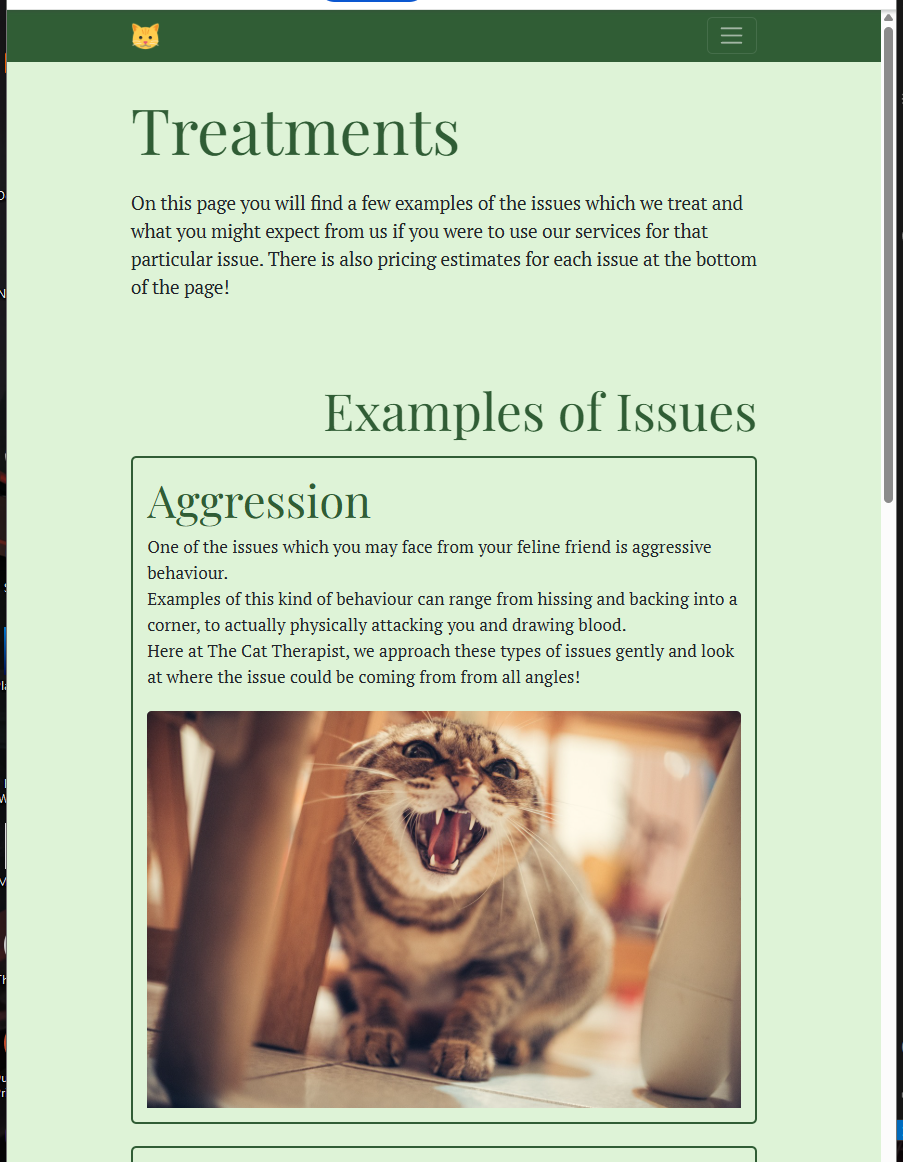 Treatments
On this page you will find a few examples of the issues which we treat and
what you might expect from us if you were to use our services for that
particular issue. There is also pricing estimates for each issue at the bottom
of the page!
Examples of Issues
Aggression
One of the issues which you may face from your feline friend is aggressive
behaviour.
Examples of this kind of behaviour can range from hissing and backing into a
corner, to actually physically attacking you and drawing blood.
Here at The Cat Therapist, we approach these types of issues gently and look
at where the issue could be coming from from all angles!